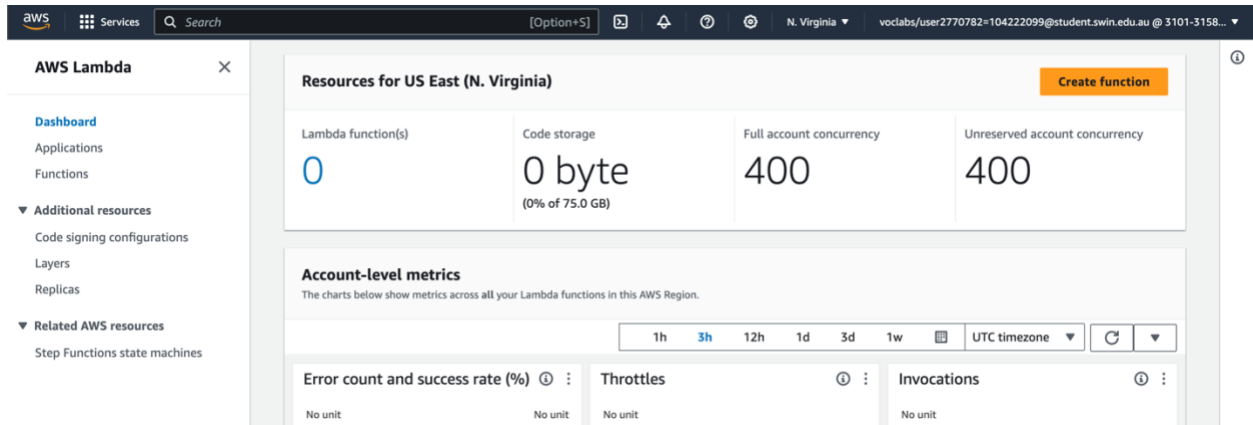 aws Services Search [Option+S] N. Virginia ▼ voclabs/user2770782=104222099@student.swin.edu.au @ 3101-3158... ▼
AWS Lambda
Dashboard
Applications
Functions
▼ Additional resources
Code signing configurations
Layers
Replicas
▼ Related AWS resources
Step Functions state machines
Resources for US East (N. Virginia)
Create function
Lambda function(s)
0
Code storage
0 byte
(0% of 75.0 GB)
Full account concurrency
400
Unreserved account concurrency
400
Account-level metrics
The charts below show metrics across all your Lambda functions in this AWS Region.
1h 3h 12h 1d 3d 1w UTC timezone ▼
Error count and success rate (%)
No unit No unit
Throttles
No unit
Invocations
No unit